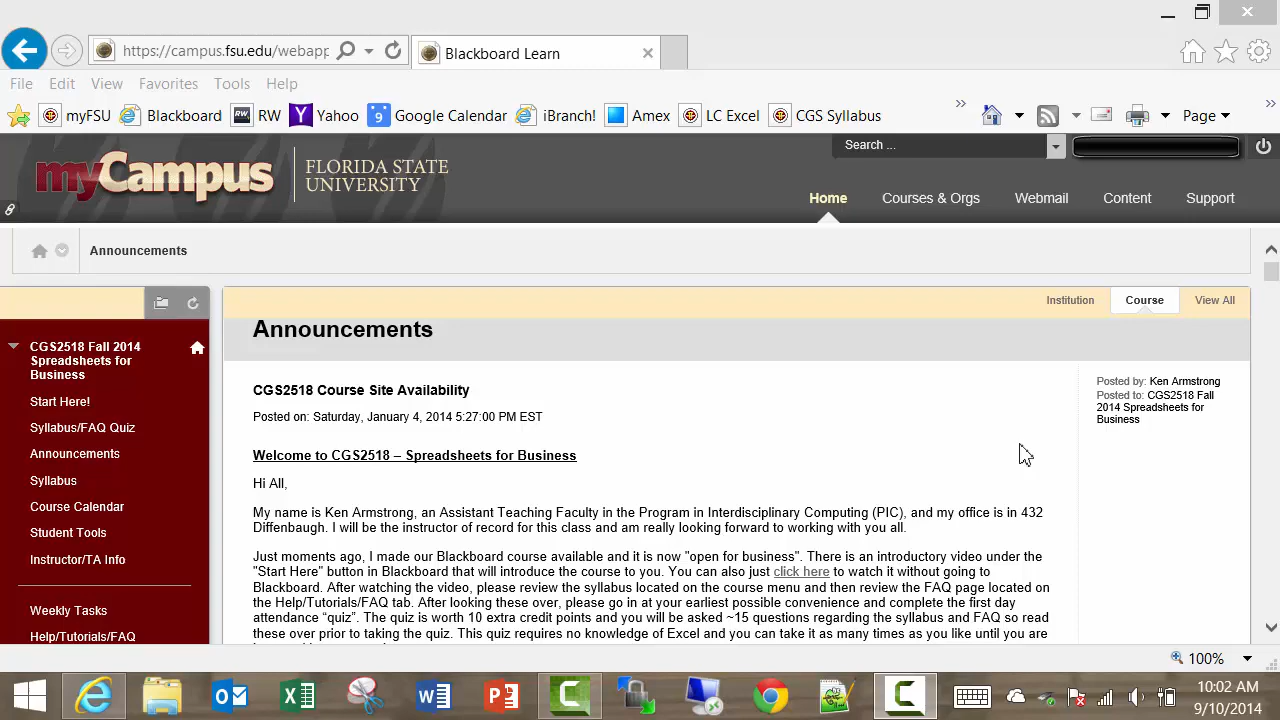 https://campus.fsu.edu/webapp
Blackboard Learn
File Edit View Favorites Tools Help
myFSU Blackboard RW RW Yahoo 9 Google Calendar iBranch! Amex LC Excel CGS Syllabus Page
myCampus
FLORIDA STATE
UNIVERSITY
Search ...
Home Courses & Orgs Webmail Content Support
Announcements
Institution Course View All
CGS2518 Fall 2014
Spreadsheets for
Business
Start Here!
Syllabus/FAQ Quiz
Announcements
Syllabus
Course Calendar
Student Tools
Instructor/TA Info
Weekly Tasks
Help/Tutorials/FAQ
Announcements
CGS2518 Course Site Availability
Posted on: Saturday, January 4, 2014 5:27:00 PM EST
Welcome to CGS2518 – Spreadsheets for Business
Hi All,
My name is Ken Armstrong, an Assistant Teaching Faculty in the Program in Interdisciplinary Computing (PIC), and my office is in 432
Diffenbaugh. I will be the instructor of record for this class and am really looking forward to working with you all.
Just moments ago, I made our Blackboard course available and it is now "open for business". There is an introductory video under the
"Start Here" button in Blackboard that will introduce the course to you. You can also just click here to watch it without going to
Blackboard. After watching the video, please review the syllabus located on the course menu and then review the FAQ page located on
the Help/Tutorials/FAQ tab. After looking these over, please go in at your earliest possible convenience and complete the first day
attendance “quiz”. The quiz is worth 10 extra credit points and you will be asked ~15 questions regarding the syllabus and FAQ so read
these over prior to taking the quiz. This quiz requires no knowledge of Excel and you can take it as many times as you like until you are
Posted by: Ken Armstrong
Posted to: CGS2518 Fall
2014 Spreadsheets for
Business
100%
10:02 AM
9/10/2014